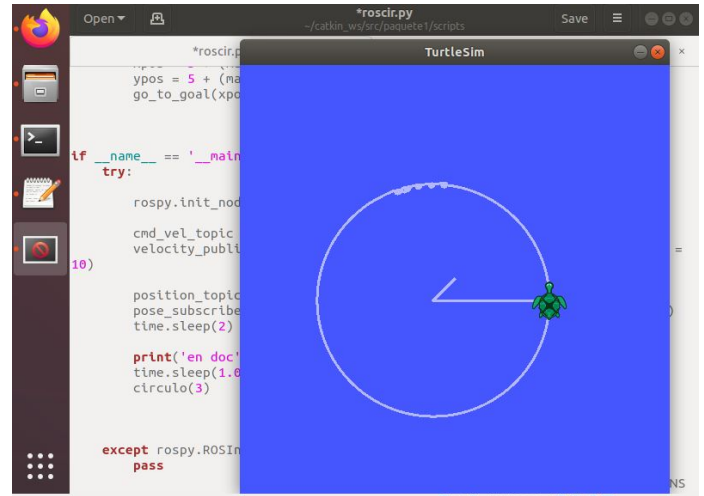 Open
*roscir.py
~/catkin_ws/src/paquete1/scripts
Save
*roscir.p
TurtleSim
ypos = 5 + (ma
go_to_goal(xpo
if __name__ == '__main
try:
rospy.init_nod
cmd_vel_topic
velocity_publi =
10)
position_topic
pose_subscribe )
time.sleep(2)
print('en doc'
time.sleep(1.0
circulo(3)
except rospy.ROSIn
pass
NS